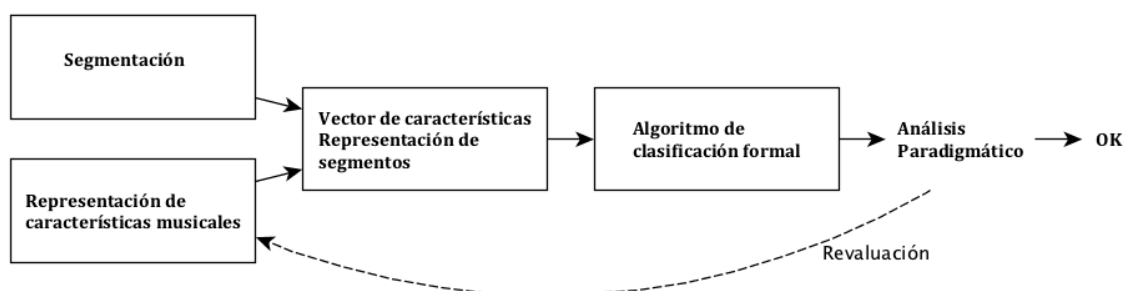 Segmentación
Representación de
características musicales
Vector de características
Representación de
segmentos
Algoritmo de
clasificación formal
Análisis
Paradigmático
OK
Revaluación